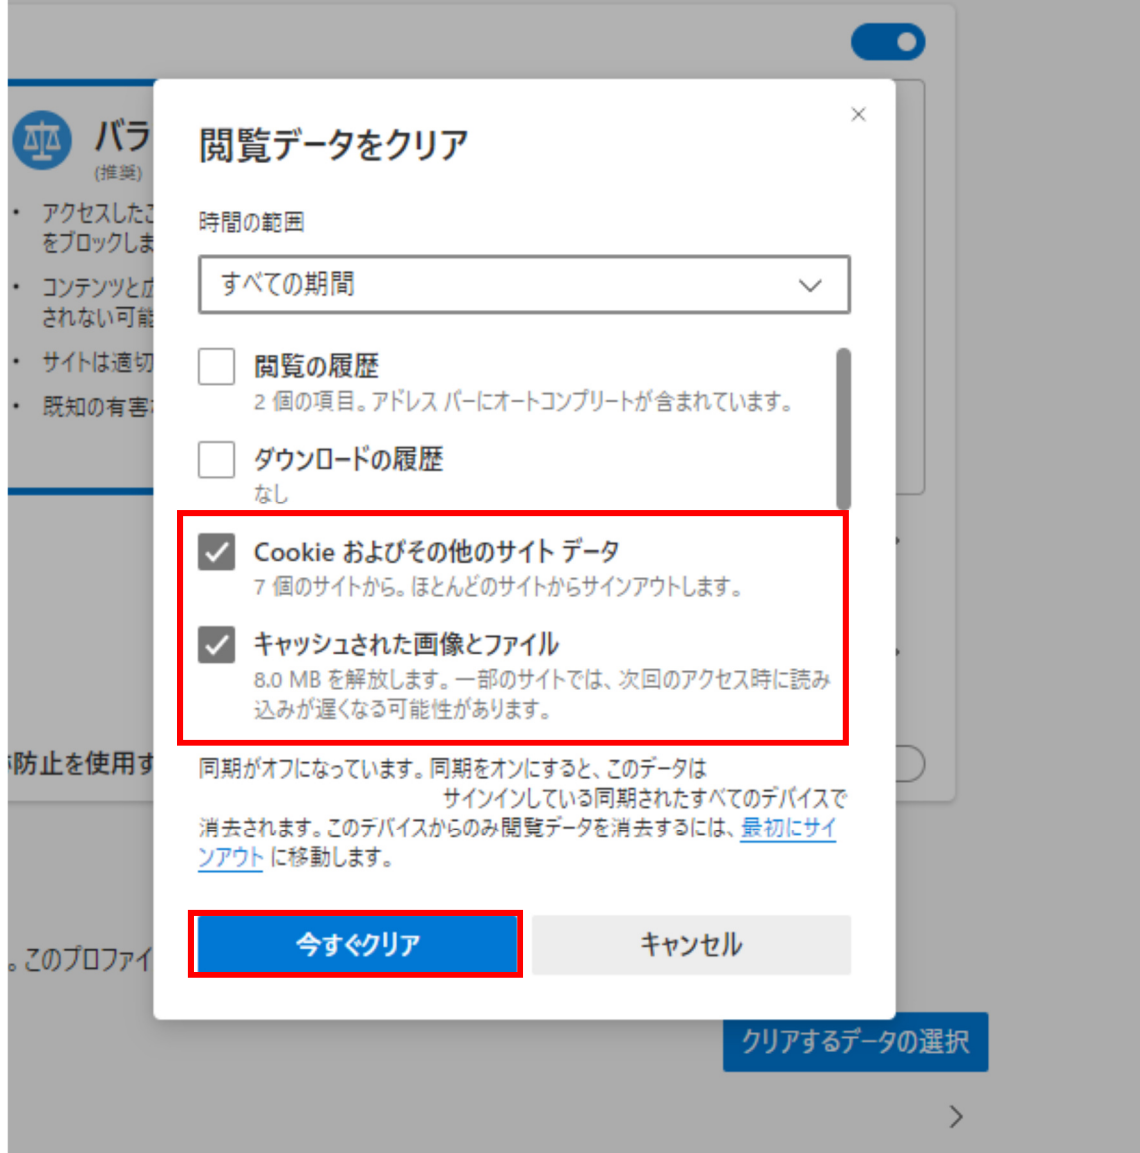 バラ
(推奨)
アクセスしたこ
をブロックしま
コンテンツと広
されない可能
サイトは適切
既知の有害
閲覧データをクリア
時間の範囲
すべての期間
閲覧の履歴
2 個の項目。アドレス バーにオートコンプリートが含まれています。
ダウンロードの履歴
なし
Cookie およびその他のサイト データ
7 個のサイトから。ほとんどのサイトからサインアウトします。
キャッシュされた画像とファイル
8.0 MB を解放します。一部のサイトでは、次回のアクセス時に読み
込みが遅くなる可能性があります。
防止を使用す
同期がオフになっています。同期をオンにすると、このデータは
サインインしている同期されたすべてのデバイスで
消去されます。このデバイスからのみ閲覧データを消去するには、最初にサイ
ンアウト に移動します。
今すぐクリア
キャンセル
。このプロファイ
クリアするデータの選択